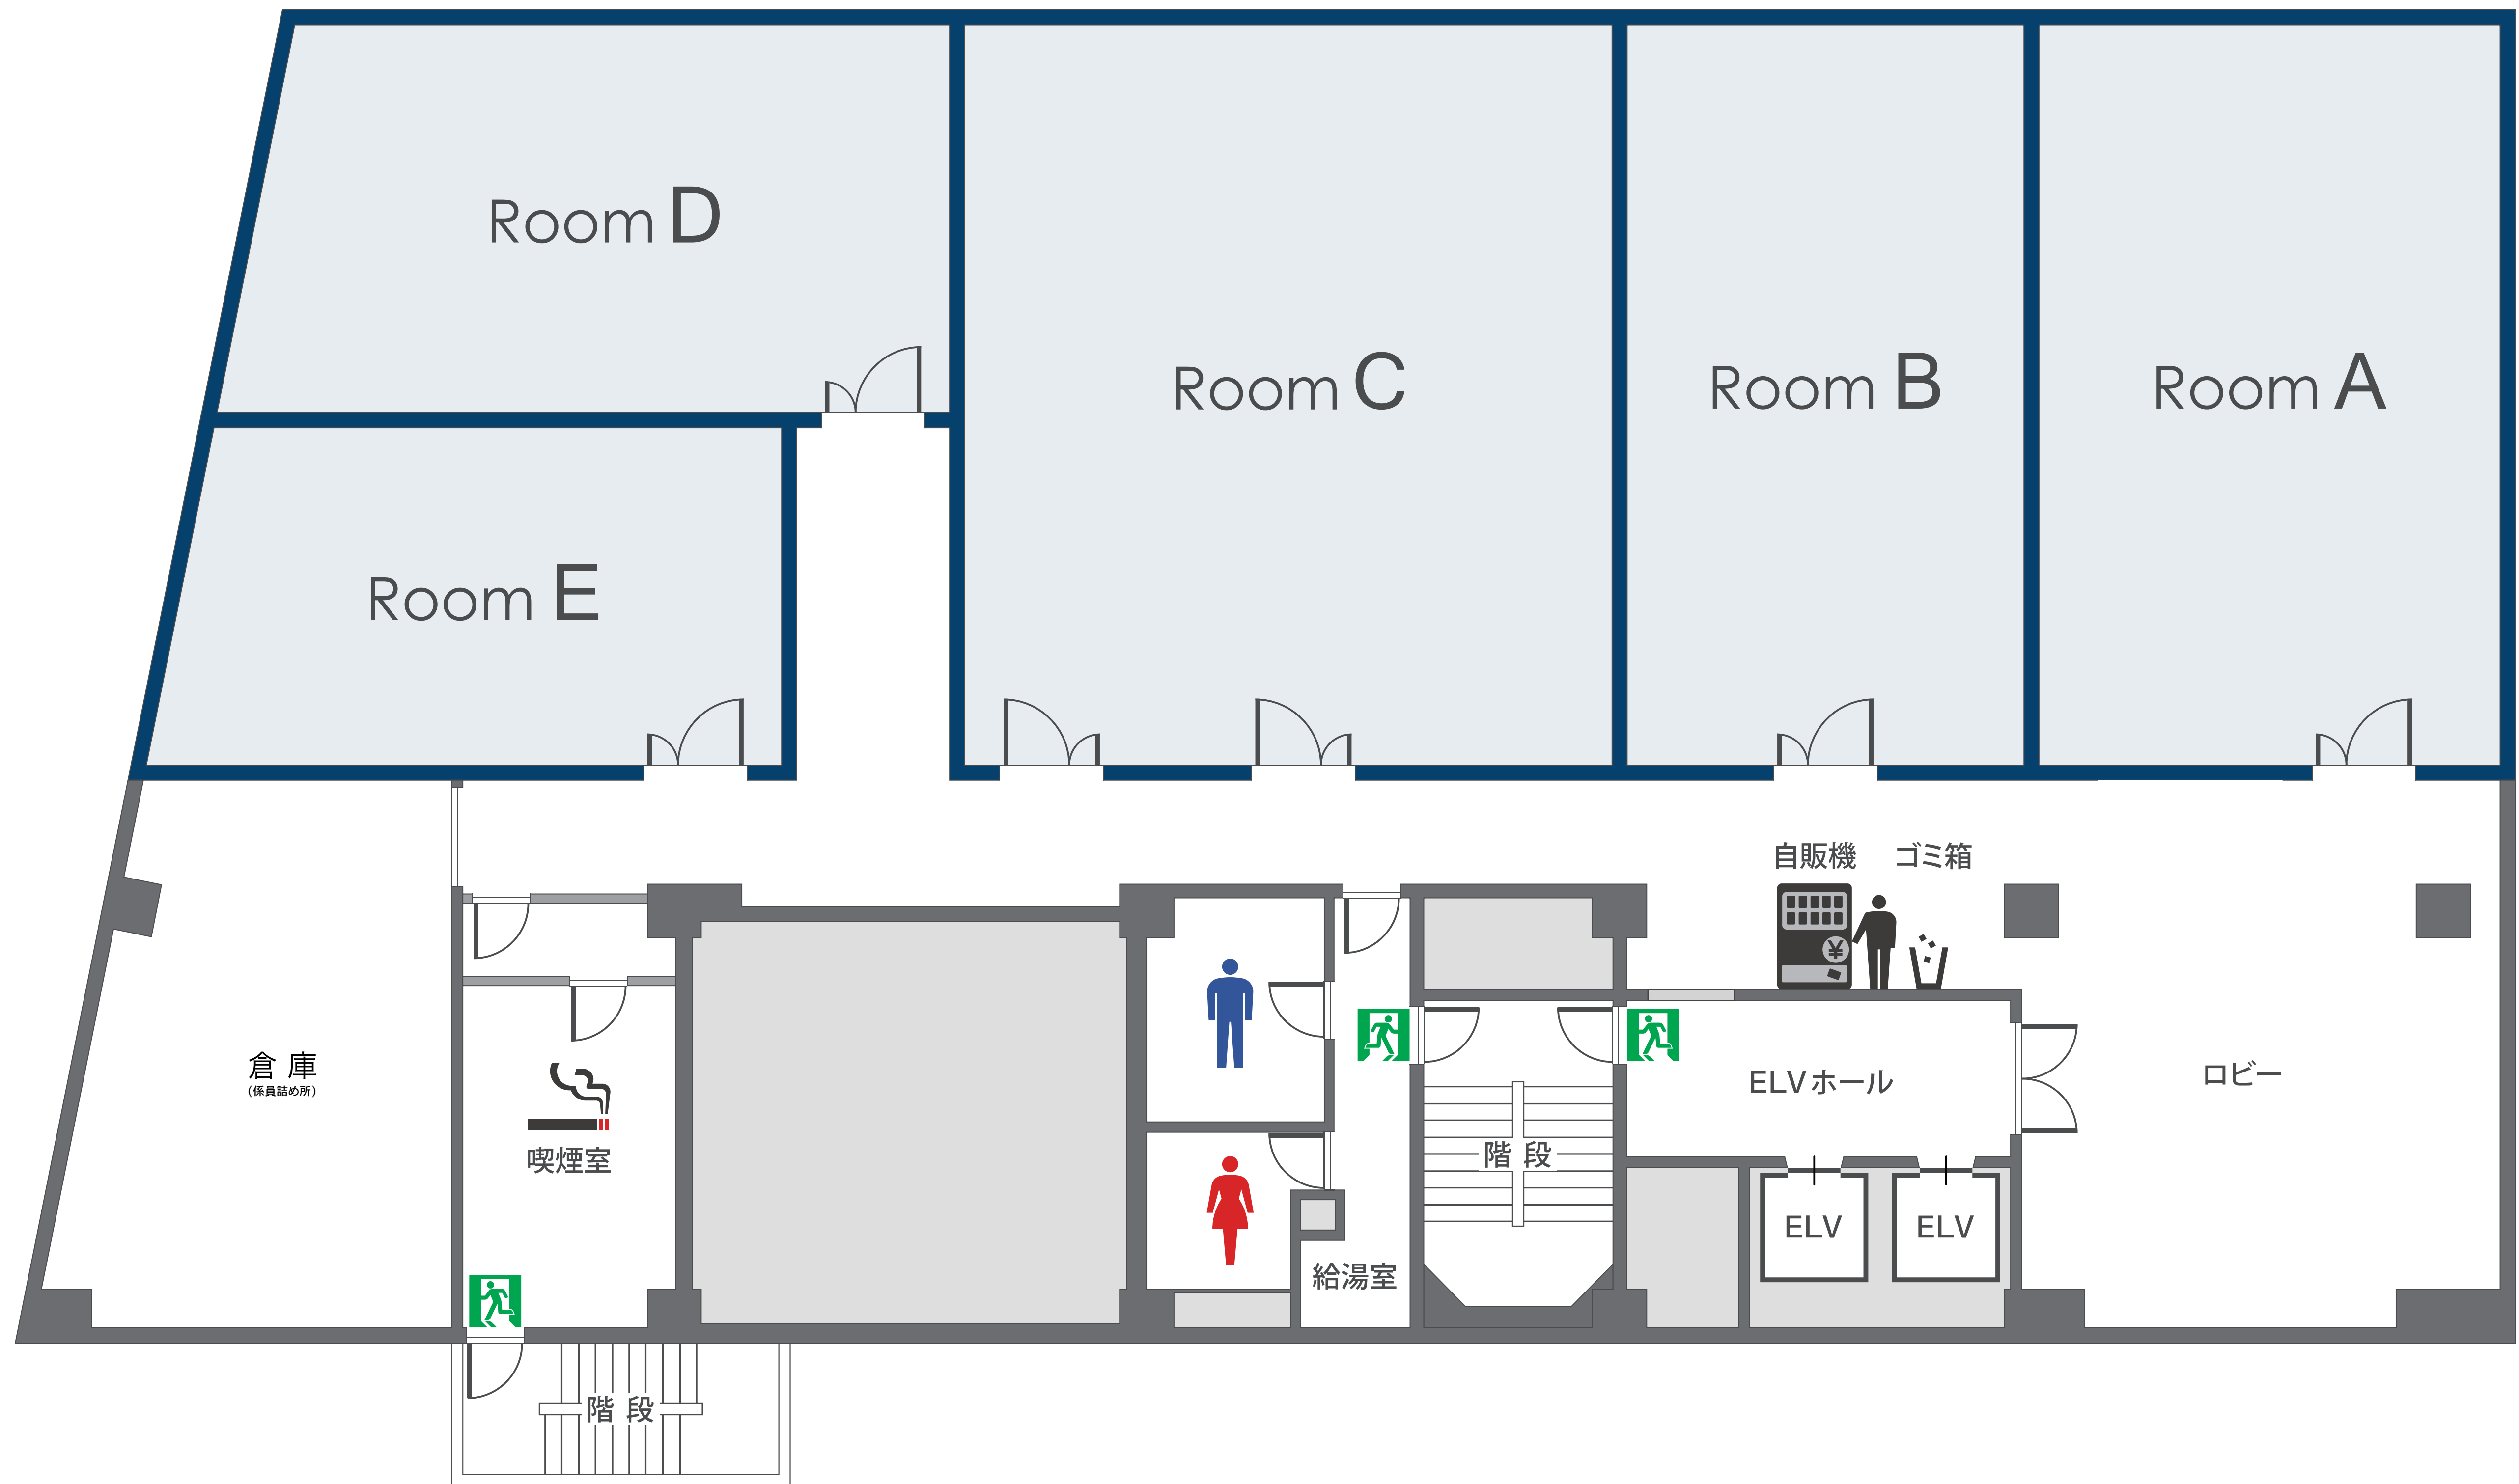 Room D
Room C
Room B
Room A
Room E
自販機
ゴミ箱
¥
倉 庫
(係員詰め所)
喫煙室
ELVホール
ロビー
階 段
ELV
ELV
給湯室
階 段